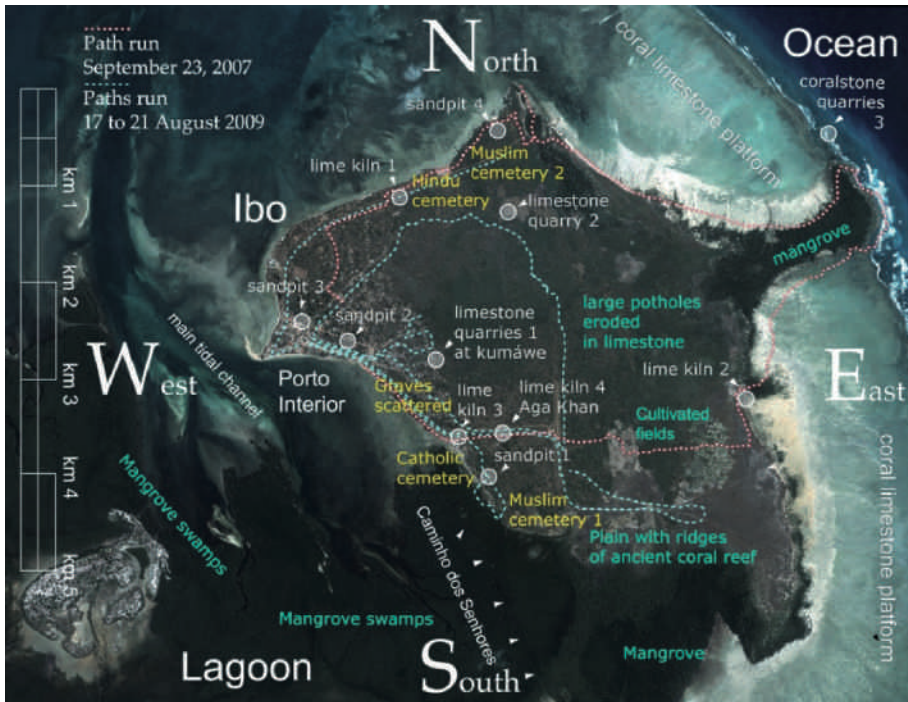 Path run
September 23, 2007
Paths run
17 to 21 August 2009
North
Ocean
coral limestone platform
coralstone
quarries
3
sandpit 4
Muslim
cemetery 2
lime kiln 1
Hindu
cemetery
limestone
quarry 2
Ibo
km 1
mangrove
sandpit 3
km 2
large potholes
eroded
in limestone
sandpit 2
limestone
quarries 1
at kumáwe
main tidal channel
West
km 3
Porto
Interior
Graves
scattered
lime
kiln 3
lime kiln 4
Aga Khan
lime kiln 2
East
Cultivated
fields
sandpit 1
Catholic
cemetery
coral limestone platform
km 4
Mangrove swamps
Muslim
cemetery 1
Plain with ridges
of ancient coral reef
km 5
Caminho dos Senhores
Mangrove swamps
Mangrove
Lagoon
South